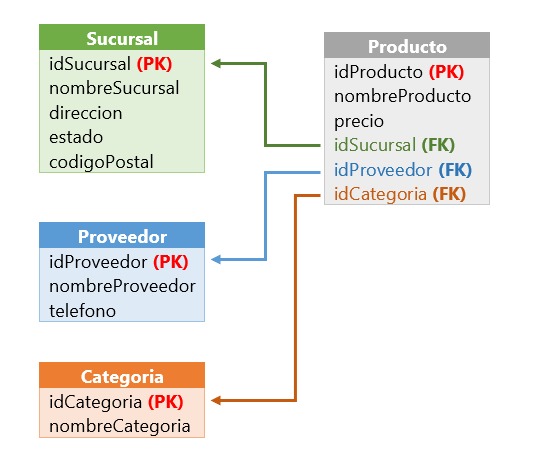 Sucursal
idSucursal (PK)
nombreSucursal
direccion
estado
codigoPostal
Producto
idProducto (PK)
nombreProducto
precio
idSucursal (FK)
idProveedor (FK)
idCategoria (FK)
Proveedor
idProveedor (PK)
nombreProveedor
telefono
Categoria
idCategoria (PK)
nombreCategoria